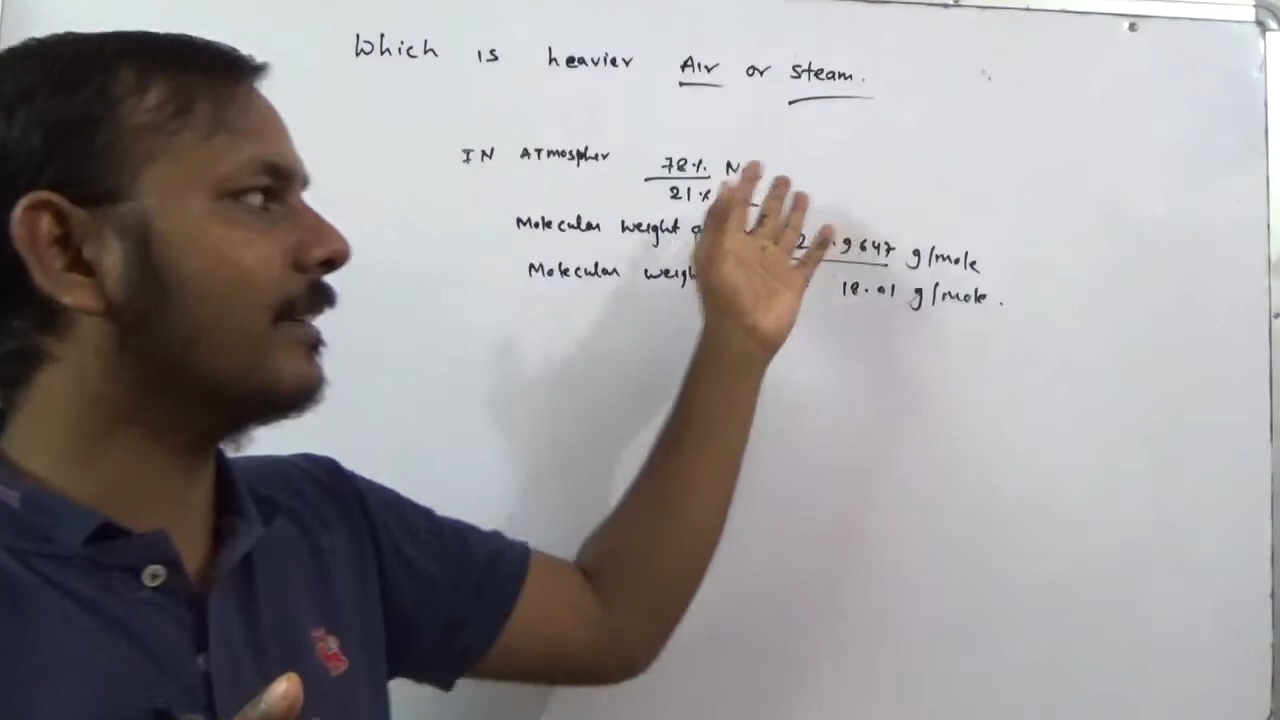 Which is heavier Air or steam.
IN ATmospher 78% N
21%
Molecular weight 9647 g/mole
Molecular weigh 18.01 g/mole.